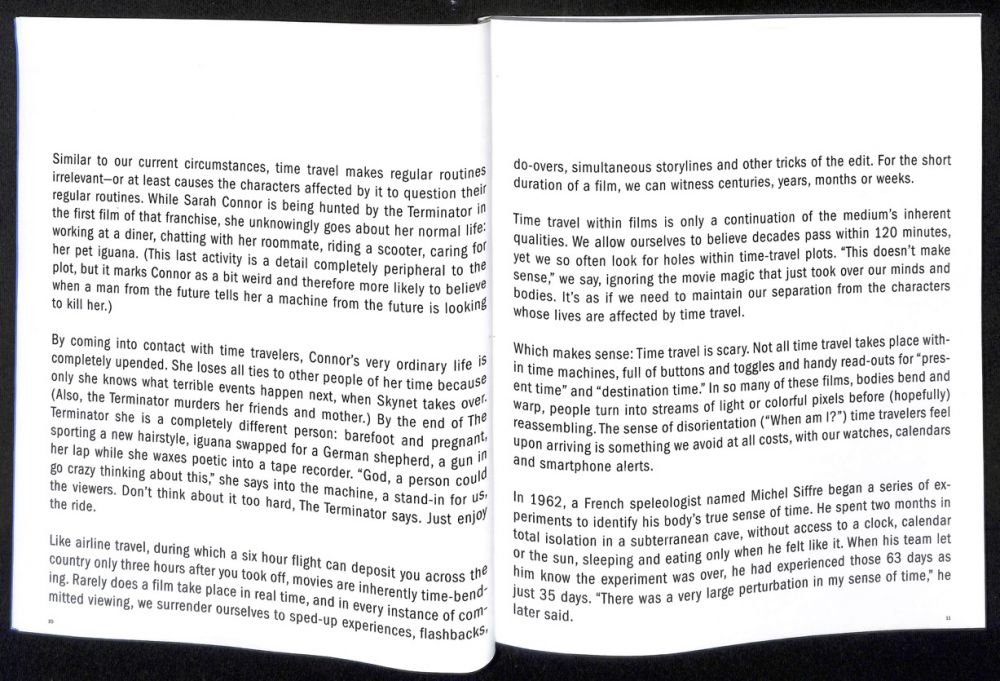 Similar to our current circumstances, time travel makes regular routines
irrelevant—or at least causes the characters affected by it to question their
regular routines. While Sarah Connor is being hunted by the Terminator in
the first film of that franchise, she unknowingly goes about her normal life:
working at a diner, chatting with her roommate, riding a scooter, caring for
her pet iguana. (This last activity is a detail completely peripheral to the
plot, but it marks Connor as a bit weird and therefore more likely to believe
when a man from the future tells her a machine from the future is looking
to kill her.)
By coming into contact with time travelers, Connor's very ordinary life is
completely upended. She loses all ties to other people of her time because
only she knows what terrible events happen next, when Skynet takes over.
(Also, the Terminator murders her friends and mother.) By the end of The
Terminator she is a completely different person: barefoot and pregnant,
sporting a new hairstyle, iguana swapped for a German shepherd, a gun in
her lap while she waxes poetic into a tape recorder. “God, a person could
go crazy thinking about this,” she says into the machine, a stand-in for us,
the viewers. Don't think about it too hard, The Terminator says. Just enjoy
the ride.
Like airline travel, during which a six hour flight can deposit you across the
country only three hours after you took off, movies are inherently time-bend-
ing. Rarely does a film take place in real time, and in every instance of com-
mitted viewing, we surrender ourselves to sped-up experiences, flashbacks,
10
do-overs, simultaneous storylines and other tricks of the edit. For the short
duration of a film, we can witness centuries, years, months or weeks.
Time travel within films is only a continuation of the medium's inherent
qualities. We allow ourselves to believe decades pass within 120 minutes,
yet we so often look for holes within time-travel plots. “This doesn't make
sense,” we say, ignoring the movie magic that just took over our minds and
bodies. It's as if we need to maintain our separation from the characters
whose lives are affected by time travel.
Which makes sense: Time travel is scary. Not all time travel takes place with-
in time machines, full of buttons and toggles and handy read-outs for “pres-
ent time” and “destination time.” In so many of these films, bodies bend and
warp, people turn into streams of light or colorful pixels before (hopefully)
reassembling. The sense of disorientation (“When am I?”) time travelers feel
upon arriving is something we avoid at all costs, with our watches, calendars
and smartphone alerts.
In 1962, a French speleologist named Michel Siffre began a series of ex-
periments to identify his body's true sense of time. He spent two months in
total isolation in a subterranean cave, without access to a clock, calendar
or the sun, sleeping and eating only when he felt like it. When his team let
him know the experiment was over, he had experienced those 63 days as
just 35 days. “There was a very large perturbation in my sense of time,” he
later said.
11